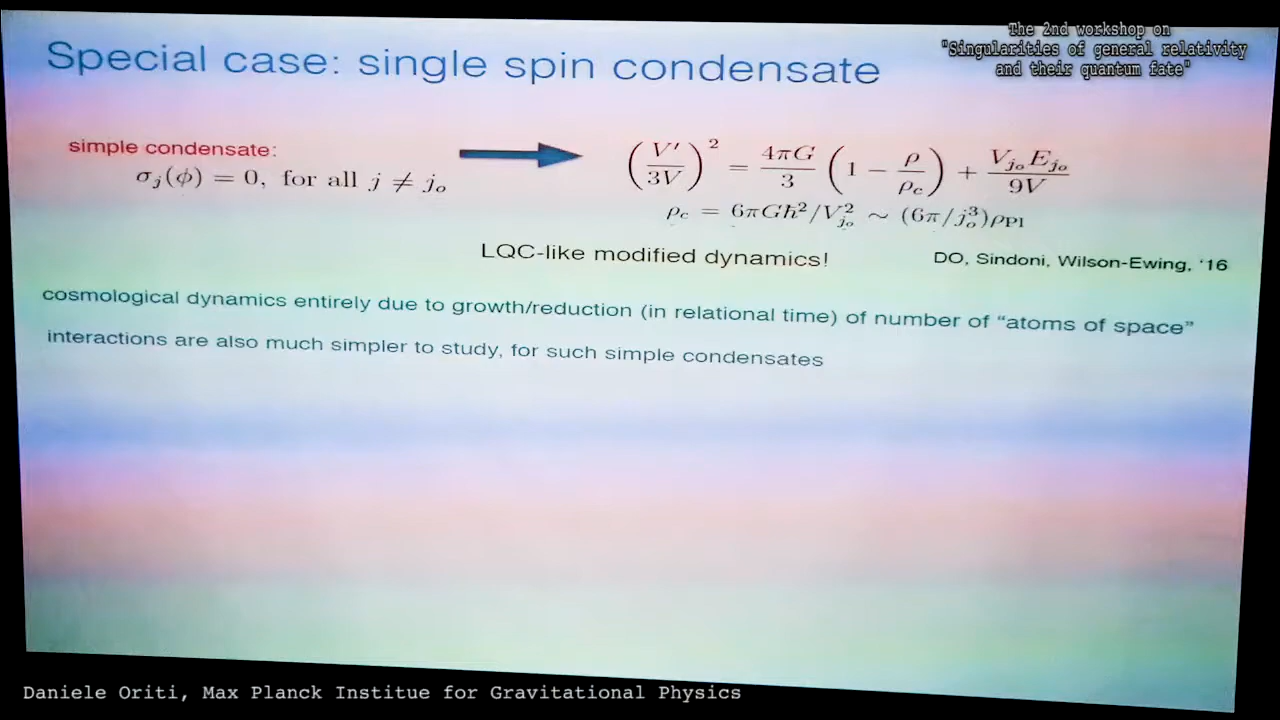 The 2nd workshop on
"Singularities of general relativity
and their quantum fate"
Special case: single spin condensate
simple condensate:
σ_j(φ) = 0, for all j ≠ j_o
(V'/3V)^2 = 4πG/3 (1 − ρ/ρ_c) + V_{j_o}E_{j_o}/9V
ρ_c = 6πGħ²/V²_{j_o} ∼ (6π/j_o³)ρ_Pl
LQC-like modified dynamics!
DO, Sindoni, Wilson-Ewing, '16
cosmological dynamics entirely due to growth/reduction (in relational time) of number of “atoms of space”
interactions are also much simpler to study, for such simple condensates
Daniele Oriti, Max Planck Institue for Gravitational Physics